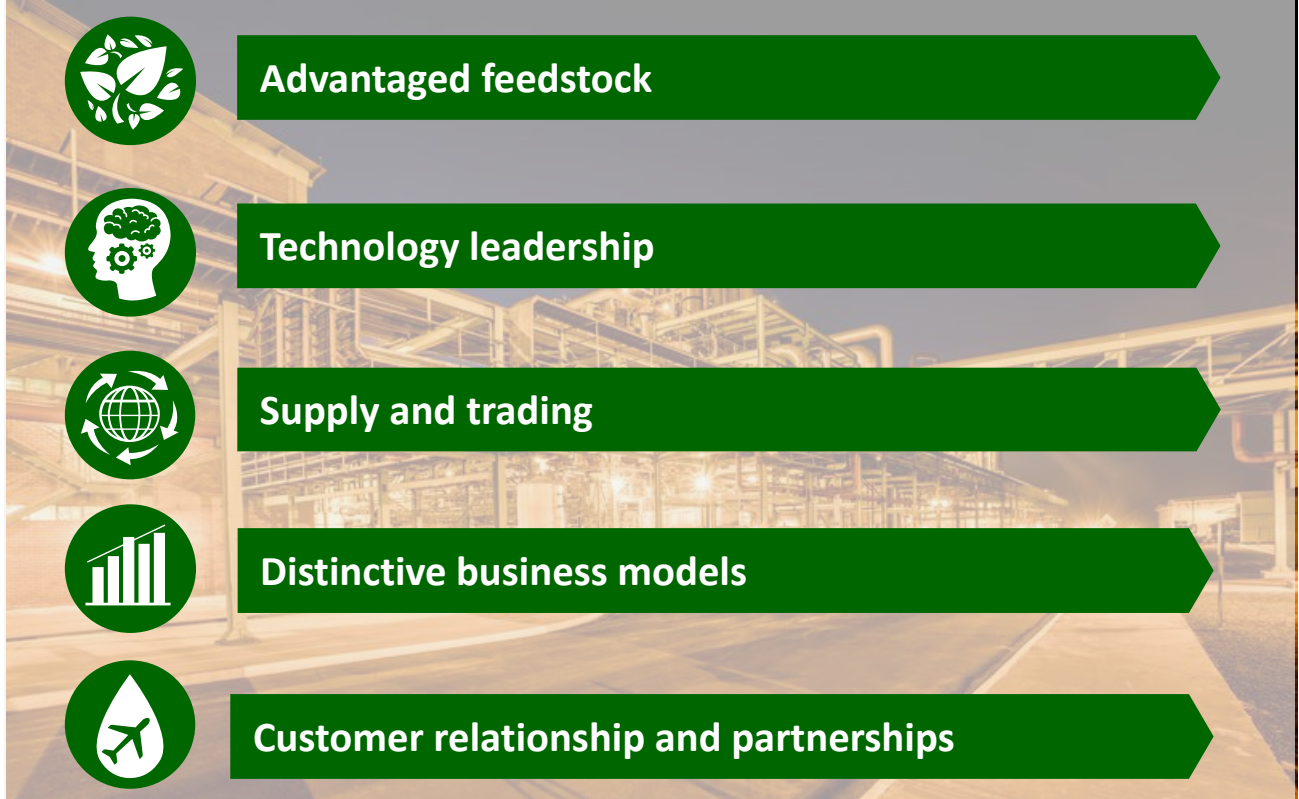 Advantaged feedstock
Technology leadership
Supply and trading
Distinctive business models
Customer relationship and partnerships